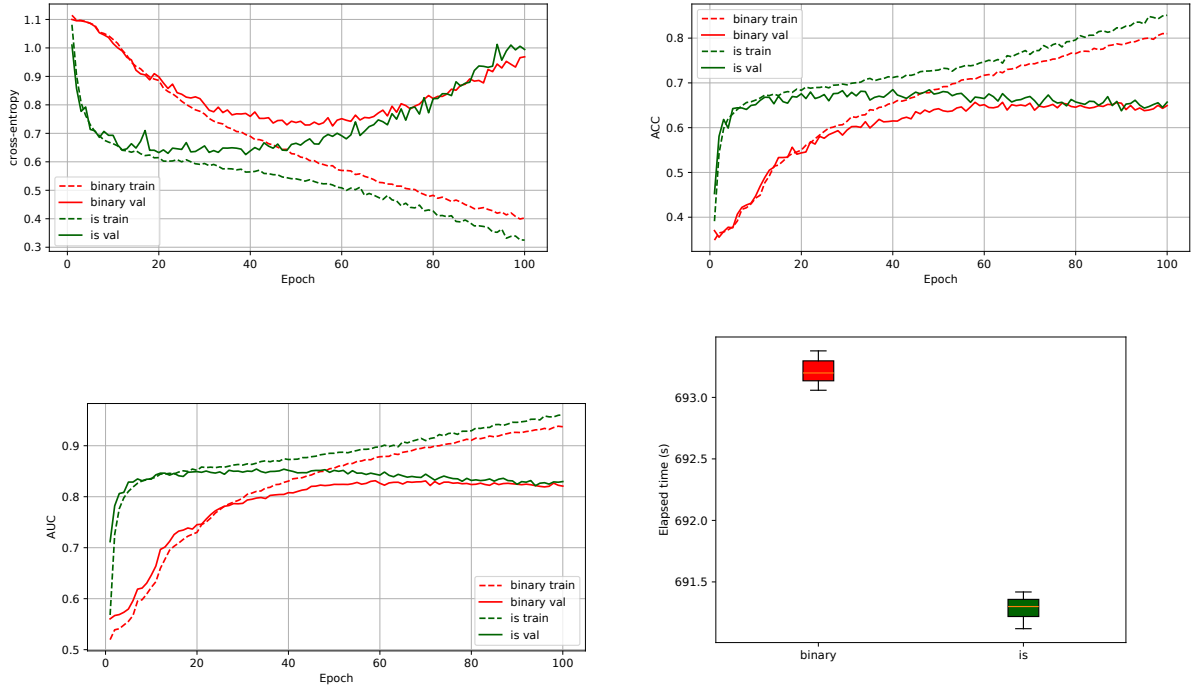 1.1
1.0
0.9
0.8
0.7
0.6
0.5
0.4
0.3
cross-entropy
binary train
binary val
is train
is val
0 20 40 60 80 100
Epoch
0.8
0.7
0.6
0.5
0.4
ACC
binary train
binary val
is train
is val
0 20 40 60 80 100
Epoch
0.9
0.8
0.7
0.6
0.5
AUC
binary train
binary val
is train
is val
0 20 40 60 80 100
Epoch
693.0
692.5
692.0
691.5
Elapsed time (s)
binary is